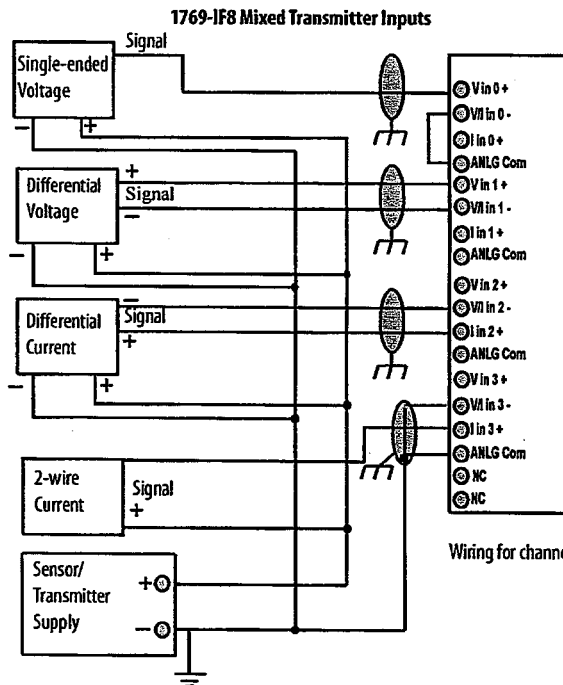 1769-IF8 Mixed Transmitter Inputs
Signal
Single-ended
Voltage
−
+
Vin 0+
V/I in 0-
I in 0+
ANLG Com
Differential
Voltage
+
Signal
−
−
+
Vin 1+
V/I in 1-
I in 1+
ANLG Com
Differential
Current
−
Signal
+
−
+
V in 2+
V/I in 2-
I in 2+
ANLG Com
2-wire
Current
Signal
+
V in 3+
V/I in 3-
I in 3+
ANLG Com
NC
NC
Sensor/
Transmitter
Supply
+
−
Wiring for channe